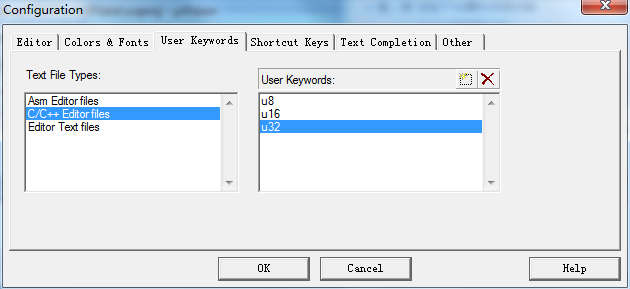 Configuration
Editor
Colors & Fonts
User Keywords
Shortcut Keys
Text Completion
Other
Text File Types:
User Keywords:
Asm Editor files
C/C++ Editor files
Editor Text files
u8
u16
u32
OK
Cancel
Help